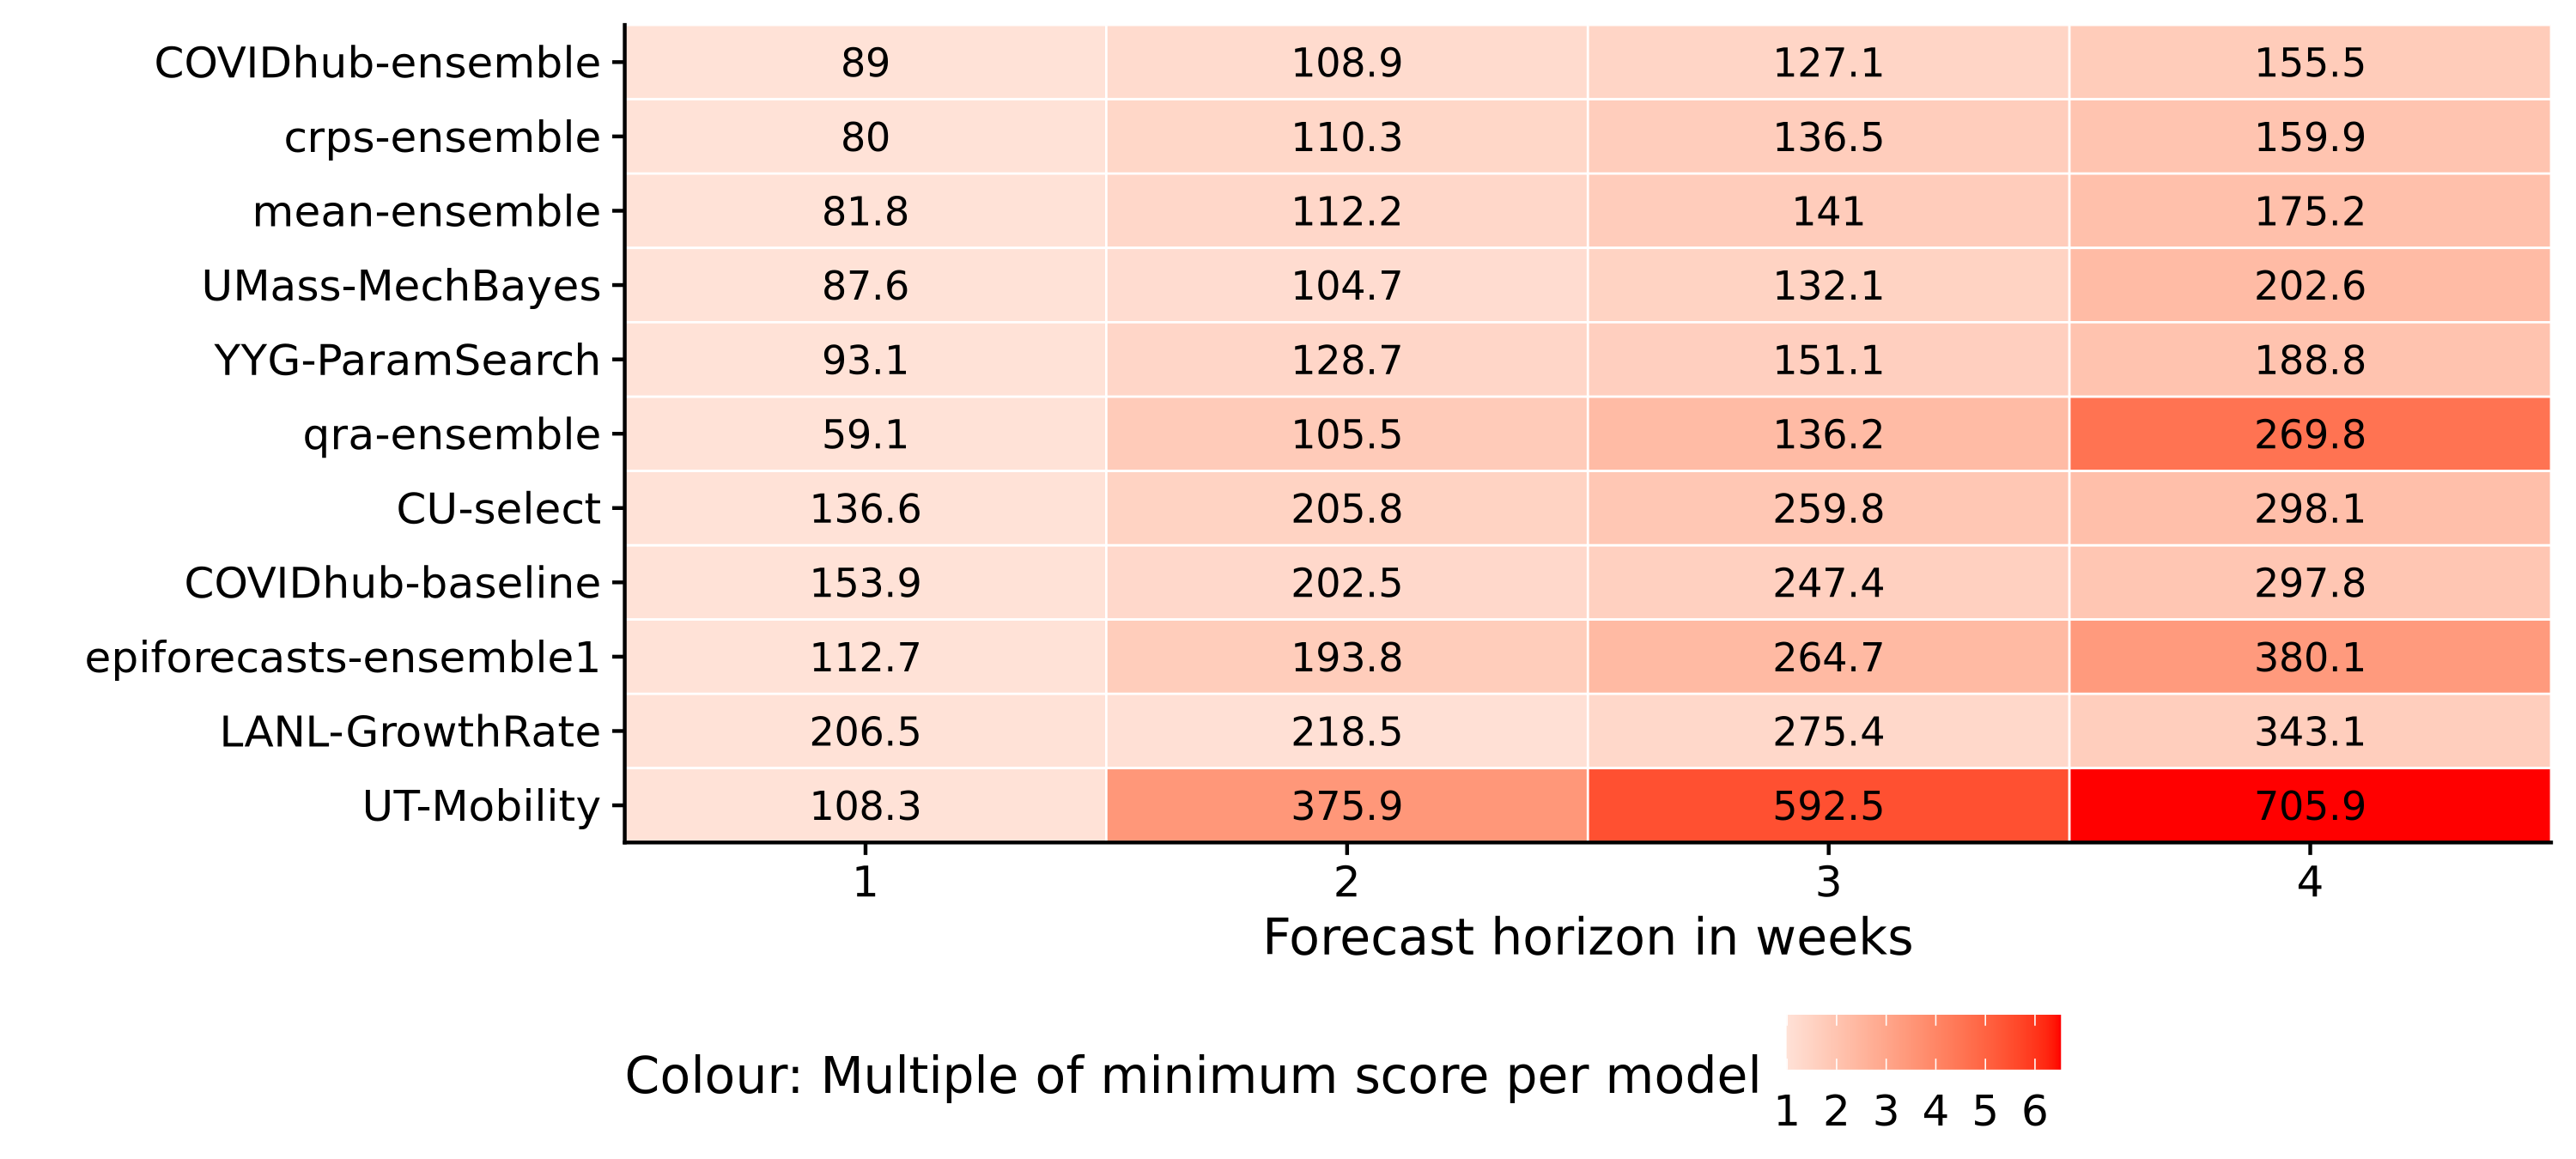 COVIDhub-ensemble 89 108.9 127.1 155.5
crps-ensemble 80 110.3 136.5 159.9
mean-ensemble 81.8 112.2 141 175.2
UMass-MechBayes 87.6 104.7 132.1 202.6
YYG-ParamSearch 93.1 128.7 151.1 188.8
qra-ensemble 59.1 105.5 136.2 269.8
CU-select 136.6 205.8 259.8 298.1
COVIDhub-baseline 153.9 202.5 247.4 297.8
epiforecasts-ensemble1 112.7 193.8 264.7 380.1
LANL-GrowthRate 206.5 218.5 275.4 343.1
UT-Mobility 108.3 375.9 592.5 705.9
1 2 3 4
Forecast horizon in weeks
Colour: Multiple of minimum score per model
1 2 3 4 5 6